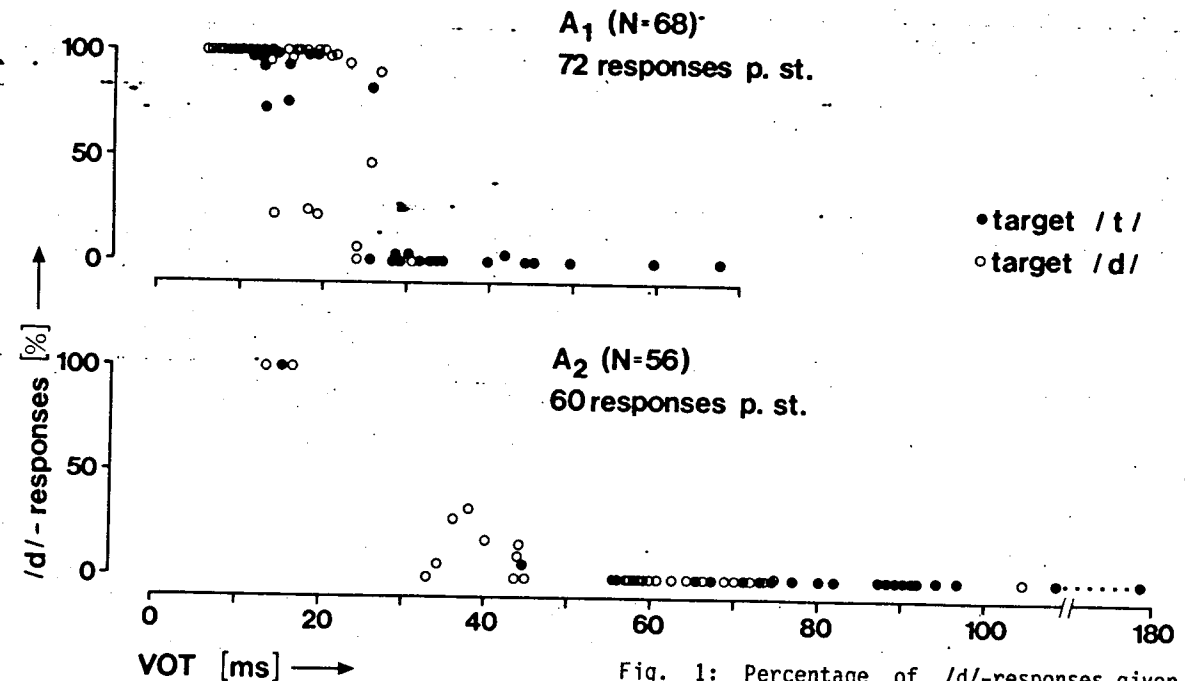 A1 (N=68)
72 responses p. st.
100
50
0
•target /t/
○target /d/
/d/-responses [%]
A2 (N=56)
60 responses p. st.
100
50
0
0 20 40 60 80 100 180
VOT [ms]
Fig. 1: Percentage of /d/-responses given